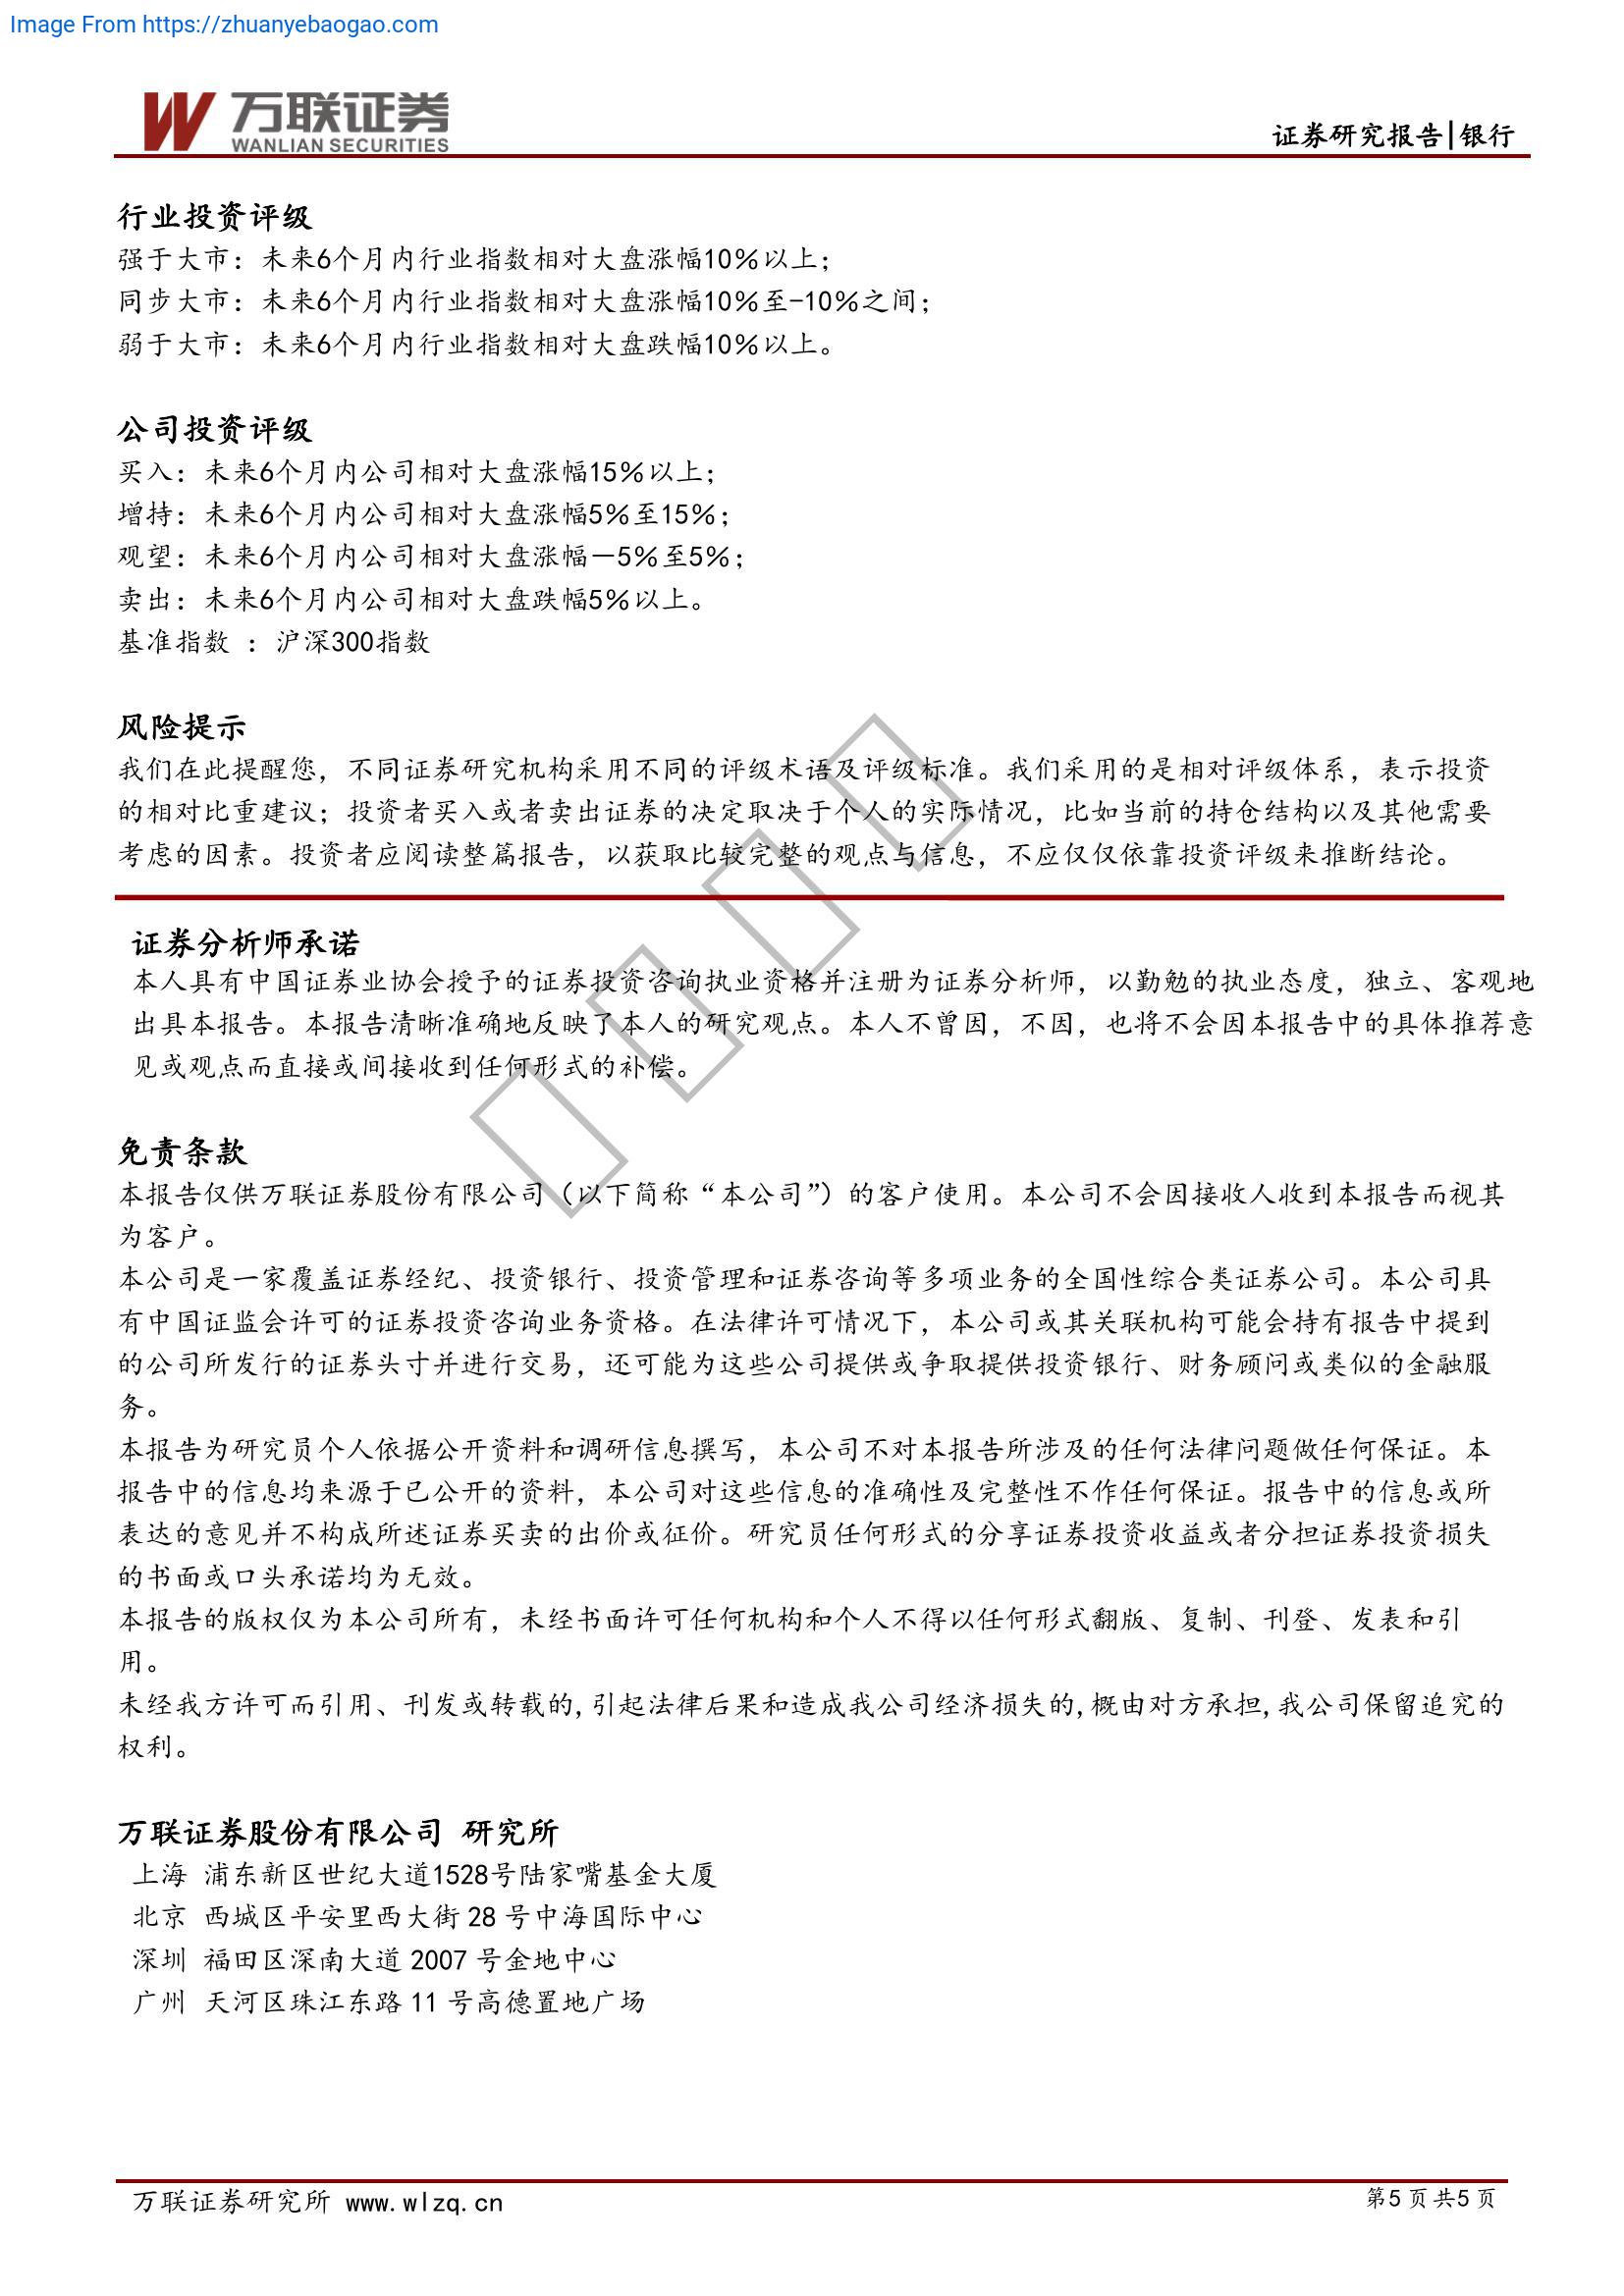 Image From https://zhuanyebaogao.com
万联证券
WANLIAN SECURITIES
证券研究报告|银行
行业投资评级
强于大市：未来6个月内行业指数相对大盘涨幅10％以上；
同步大市：未来6个月内行业指数相对大盘涨幅10％至-10％之间；
弱于大市：未来6个月内行业指数相对大盘跌幅10％以上。
公司投资评级
买入：未来6个月内公司相对大盘涨幅15％以上；
增持：未来6个月内公司相对大盘涨幅5％至15％；
观望：未来6个月内公司相对大盘涨幅－5％至5％；
卖出：未来6个月内公司相对大盘跌幅5％以上。
基准指数 ：沪深300指数
风险提示
我们在此提醒您，不同证券研究机构采用不同的评级术语及评级标准。我们采用的是相对评级体系，表示投资
的相对比重建议；投资者买入或者卖出证券的决定取决于个人的实际情况，比如当前的持仓结构以及其他需要
考虑的因素。投资者应阅读整篇报告，以获取比较完整的观点与信息，不应仅仅依靠投资评级来推断结论。
证券分析师承诺
本人具有中国证券业协会授予的证券投资咨询执业资格并注册为证券分析师，以勤勉的执业态度，独立、客观地
出具本报告。本报告清晰准确地反映了本人的研究观点。本人不曾因，不因，也将不会因本报告中的具体推荐意
见或观点而直接或间接收到任何形式的补偿。
免责条款
本报告仅供万联证券股份有限公司（以下简称“本公司”）的客户使用。本公司不会因接收人收到本报告而视其
为客户。
本公司是一家覆盖证券经纪、投资银行、投资管理和证券咨询等多项业务的全国性综合类证券公司。本公司具
有中国证监会许可的证券投资咨询业务资格。在法律许可情况下，本公司或其关联机构可能会持有报告中提到
的公司所发行的证券头寸并进行交易，还可能为这些公司提供或争取提供投资银行、财务顾问或类似的金融服
务。
本报告为研究员个人依据公开资料和调研信息撰写，本公司不对本报告所涉及的任何法律问题做任何保证。本
报告中的信息均来源于已公开的资料，本公司对这些信息的准确性及完整性不作任何保证。报告中的信息或所
表达的意见并不构成所述证券买卖的出价或征价。研究员任何形式的分享证券投资收益或者分担证券投资损失
的书面或口头承诺均为无效。
本报告的版权仅为本公司所有，未经书面许可任何机构和个人不得以任何形式翻版、复制、刊登、发表和引
用。
未经我方许可而引用、刊发或转载的,引起法律后果和造成我公司经济损失的,概由对方承担,我公司保留追究的
权利。
万联证券股份有限公司 研究所
上海 浦东新区世纪大道1528号陆家嘴基金大厦
北京 西城区平安里西大街 28 号中海国际中心
深圳 福田区深南大道 2007 号金地中心
广州 天河区珠江东路 11 号高德置地广场
万联证券研究所 www.wlzq.cn
第5 页 共5 页